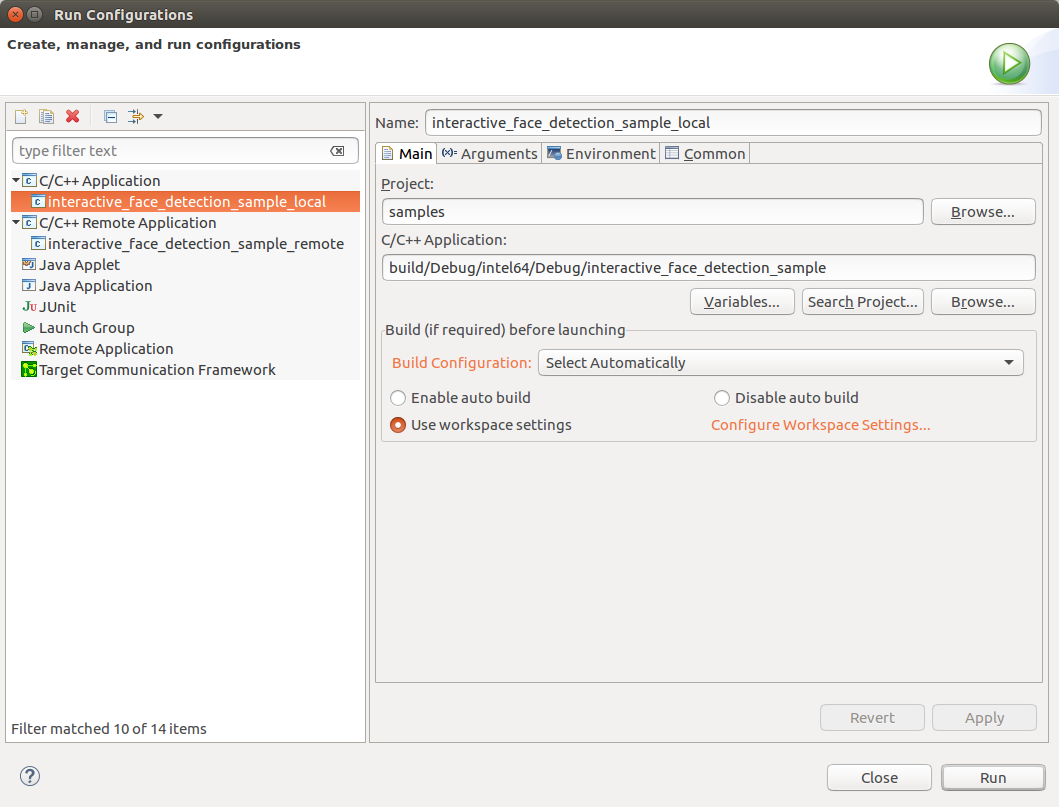 Run Configurations
Create, manage, and run configurations
type filter text
C/C++ Application
interactive_face_detection_sample_local
C/C++ Remote Application
interactive_face_detection_sample_remote
Java Applet
Java Application
JUnit
Launch Group
Remote Application
Target Communication Framework
Filter matched 10 of 14 items
Name: interactive_face_detection_sample_local
Main Arguments Environment Common
Project:
samples Browse...
C/C++ Application:
build/Debug/intel64/Debug/interactive_face_detection_sample
Variables... Search Project... Browse...
Build (if required) before launching
Build Configuration: Select Automatically
Enable auto build Disable auto build
Use workspace settings Configure Workspace Settings...
Revert Apply
Close Run